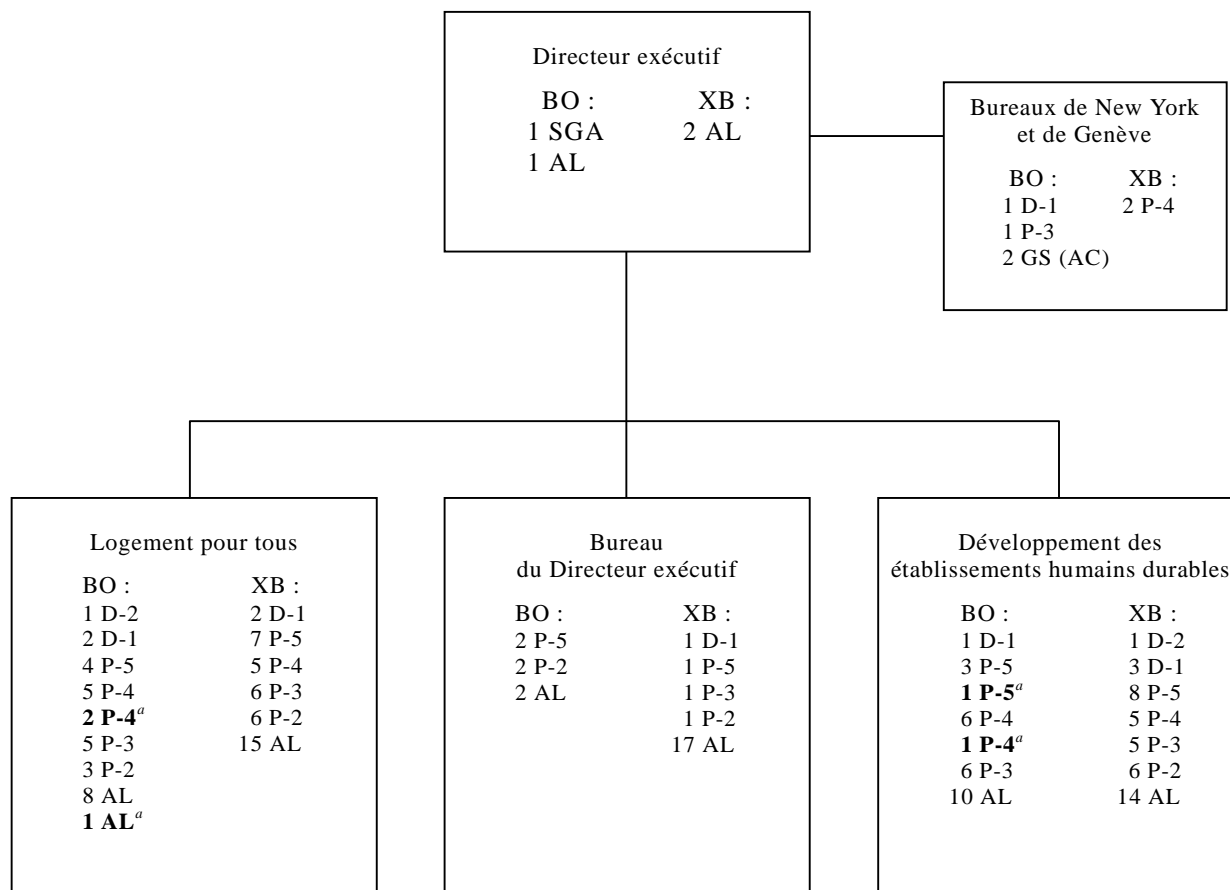 Directeur exécutif
BO : XB :
1 SGA 2 AL
1 AL
Bureaux de New York
et de Genève
BO : XB :
1 D-1 2 P-4
1 P-3
2 GS (AC)
Logement pour tous
BO : XB :
1 D-2 2 D-1
2 D-1 7 P-5
4 P-5 5 P-4
5 P-4 6 P-3
2 P-4a 6 P-2
5 P-3 15 AL
3 P-2
8 AL
1 ALa
Bureau
du Directeur exécutif
BO : XB :
2 P-5 1 D-1
2 P-2 1 P-5
2 AL 1 P-3
1 P-2
17 AL
Développement des
établissements humains durables
BO : XB :
1 D-1 1 D-2
3 P-5 3 D-1
1 P-5a 8 P-5
6 P-4 5 P-4
1 P-4a 5 P-3
6 P-3 6 P-2
10 AL 14 AL